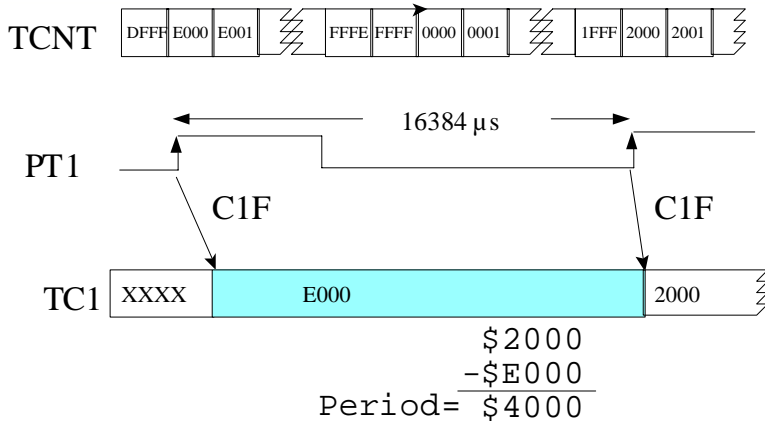 TCNT DFFF E000 E001 FFFE FFFF 0000 0001 1FFF 2000 2001
16384 µs
PT1
C1F C1F
TC1 XXXX E000 2000
$2000
-$E000
Period= $4000